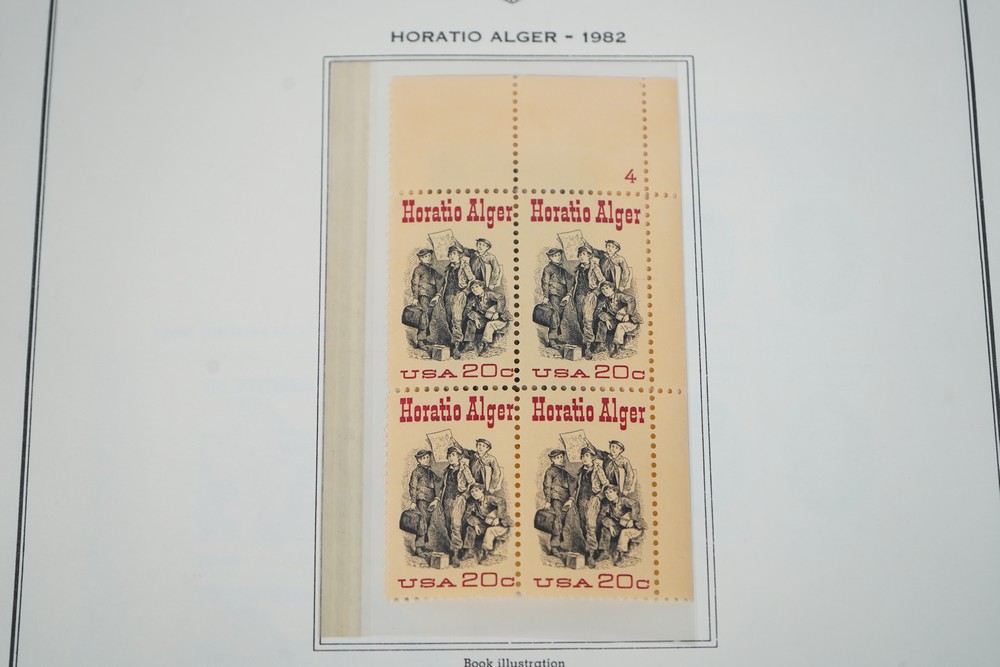 HORATIO ALGER - 1982
4
Horatio Alger Horatio Alger
USA 20c USA 20c
Horatio Alger Horatio Alger
USA 20c USA 20c
Book illustration